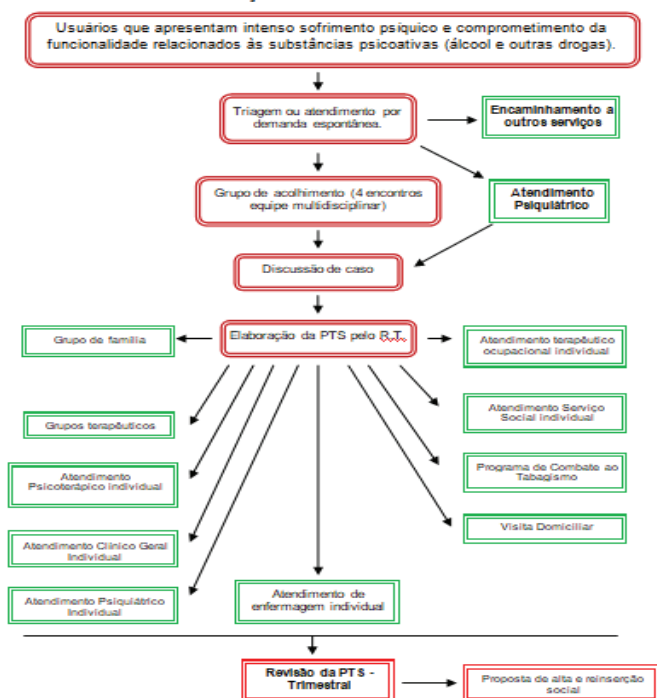 Usuários que apresentam intenso sofrimento psíquico e comprometimento da
funcionalidade relacionados às substâncias psicoativas (álcool e outras drogas).
Triagem ou atendimento por
demanda espontânea.
Encaminhamento a
outros serviços
Grupo de acolhimento (4 encontros
equipe multidisciplinar)
Atendimento
Psiquiátrico
Discussão de caso
Elaboração da PTS pelo R.T.
Grupo de família
Atendimento terapêutico
ocupacional individual
Grupos terapêuticos
Atendimento Serviço
Social individual
Atendimento
Psicoterápico individual
Programa de Combate ao
Tabagismo
Atendimento Clínico Geral
Individual
Visita Domiciliar
Atendimento Psiquiátrico
Individual
Atendimento de
enfermagem individual
Revisão da PTS -
Trimestral
Proposta de alta e reinserção
social